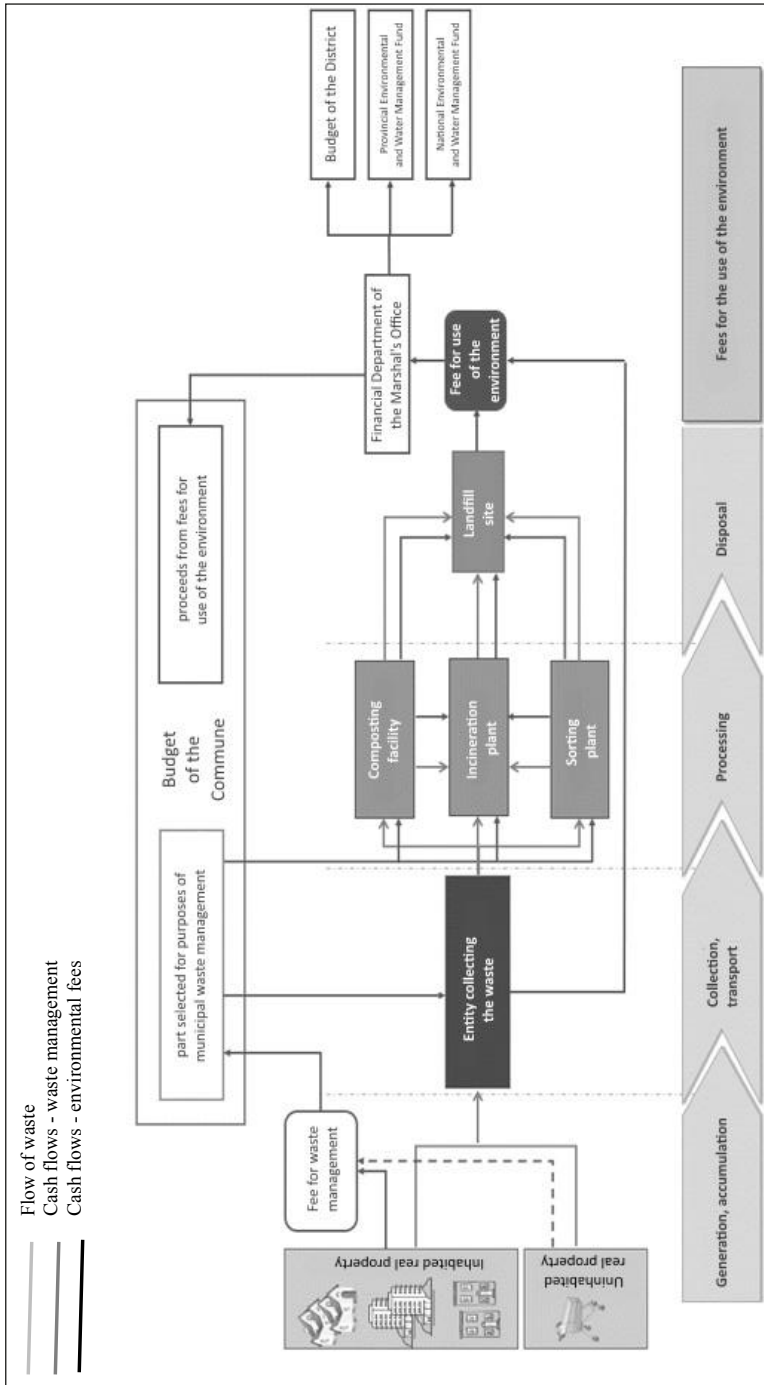 Flow of waste
Cash flows - waste management
Cash flows - environmental fees
part selected for purposes of
municipal waste management
Budget
of the
Commune
proceeds from fees for
use of the environment
Fee for waste
management
Inhabited real property
Uninhabited
real property
Entity collecting
the waste
Composting
facility
Incineration
plant
Sorting
plant
Landfill
site
Fee for use
of the
environment
Financial Department of
the Marshal's Office
Budget of the District
Provincial Environmental
and Water Management Fund
National Environmental
and Water Management Fund
Generation, accumulation
Collection,
transport
Processing
Disposal
Fees for the use of the environment